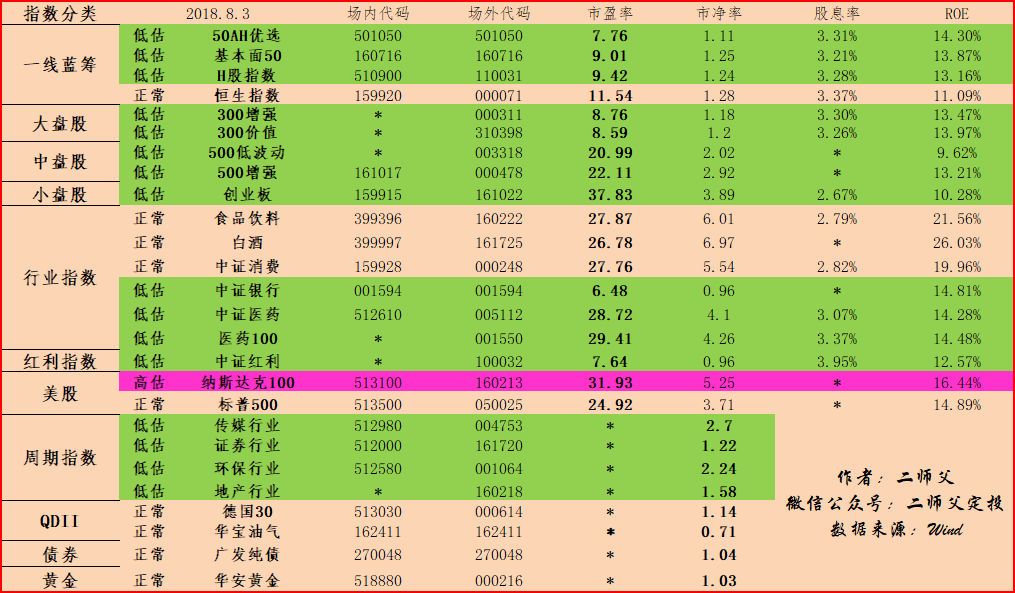 指数分类 2018.8.3 场内代码 场外代码 市盈率 市净率 股息率 ROE
一线蓝筹
低估 50AH优选 501050 501050 7.76 1.11 3.31% 14.30%
低估 基本面50 160716 160716 9.01 1.25 3.21% 13.87%
低估 H股指数 510900 110031 9.42 1.24 3.28% 13.16%
正常 恒生指数 159920 000071 11.54 1.28 3.37% 11.09%
大盘股
低估 300增强 * 000311 8.76 1.18 3.30% 13.47%
低估 300价值 * 310398 8.59 1.2 3.26% 13.97%
中盘股
低估 500低波动 * 003318 20.99 2.02 * 9.62%
低估 500增强 161017 000478 22.11 2.92 * 13.21%
小盘股 低估 创业板 159915 161022 37.83 3.89 2.67% 10.28%
行业指数
正常 食品饮料 399396 160222 27.87 6.01 2.79% 21.56%
正常 白酒 399997 161725 26.78 6.97 * 26.03%
正常 中证消费 159928 000248 27.76 5.54 2.82% 19.96%
低估 中证银行 001594 001594 6.48 0.96 * 14.81%
低估 中证医药 512610 005112 28.72 4.1 3.07% 14.28%
低估 医药100 * 001550 29.41 4.26 3.37% 14.48%
红利指数 低估 中证红利 * 100032 7.64 0.96 3.95% 12.57%
美股
高估 纳斯达克100 513100 160213 31.93 5.25 * 16.44%
正常 标普500 513500 050025 24.92 3.71 * 14.89%
周期指数
低估 传媒行业 512980 004753 * 2.7
低估 证券行业 512000 161720 * 1.22
低估 环保行业 512580 001064 * 2.24
低估 地产行业 * 160218 * 1.58
QDII
正常 德国30 513030 000614 * 1.14
正常 华宝油气 162411 162411 * 0.71
债券 正常 广发纯债 270048 270048 * 1.04
黄金 正常 华安黄金 518880 000216 * 1.03
作者：二师父
微信公众号：二师父定投
数据来源：Wind